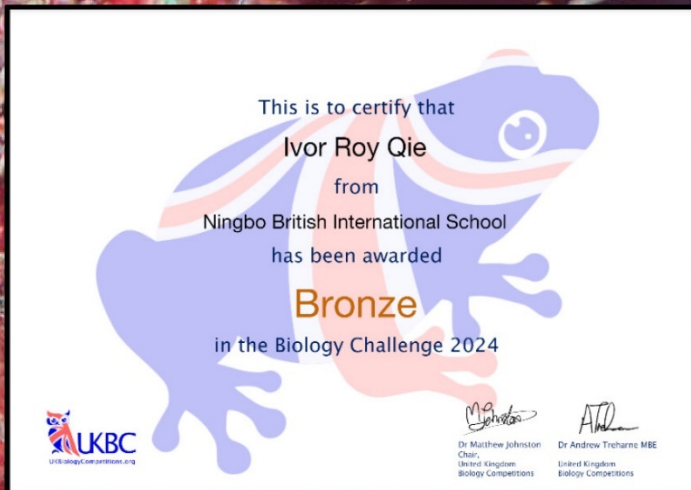 This is to certify that
Ivor Roy Qie
from
Ningbo British International School
has been awarded
Bronze
in the Biology Challenge 2024
UKBC
UKBiologyCompetitions.org
MJohnston
Dr Matthew Johnston
Chair,
United Kingdom
Biology Competitions
Dr Andrew Treharne MBE
United Kingdom
Biology Competitions